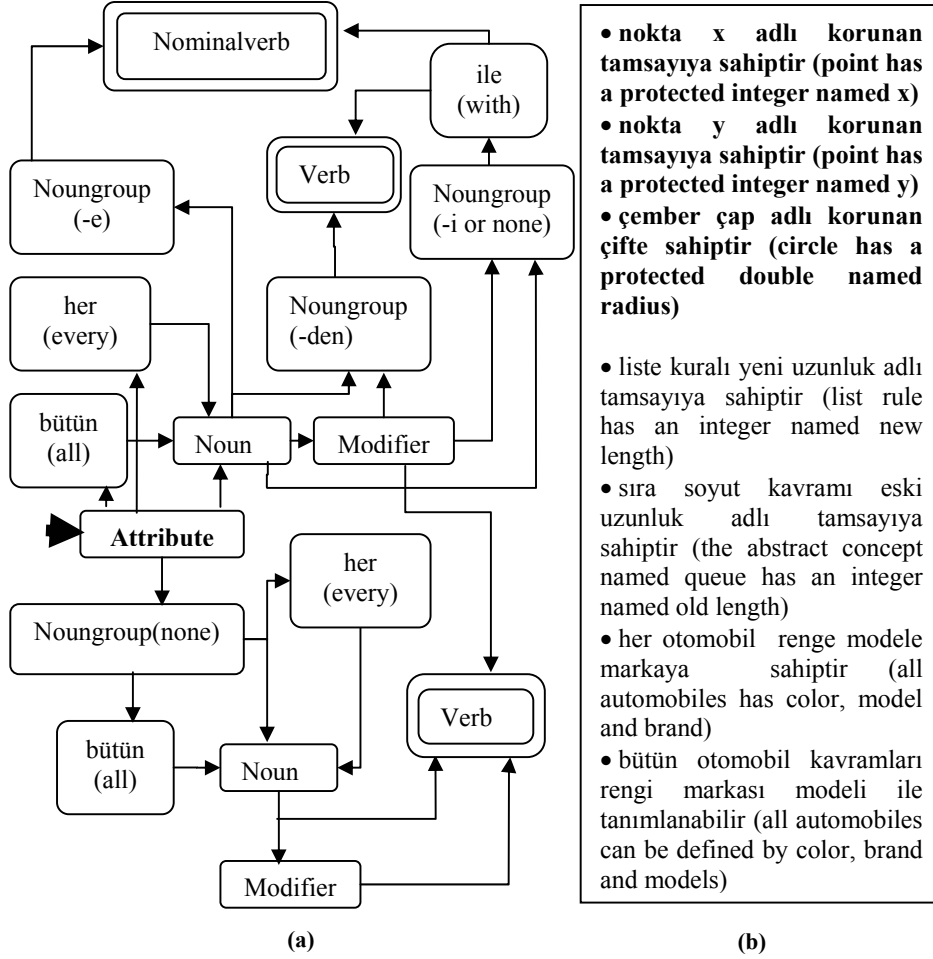 Nominalverb
ile
(with)
Verb
Noungroup
(-e)
Noungroup
(-i or none)
her
(every)
Noungroup
(-den)
bütün
(all)
Noun
Modifier
Attribute
her
(every)
Noungroup(none)
Verb
bütün
(all)
Noun
Modifier
(a)
• nokta x adlı korunan
tamsayıya sahiptir (point has
a protected integer named x)
• nokta y adlı korunan
tamsayıya sahiptir (point has
a protected integer named y)
• çember çap adlı korunan
çifte sahiptir (circle has a
protected double named
radius)
• liste kuralı yeni uzunluk adlı
tamsayıya sahiptir (list rule
has an integer named new
length)
• sıra soyut kavramı eski
uzunluk adlı tamsayıya
sahiptir (the abstract concept
named queue has an integer
named old length)
• her otomobil renge modele
markaya sahiptir (all
automobiles has color, model
and brand)
• bütün otomobil kavramları
rengi markası modeli ile
tanımlanabilir (all automobiles
can be defined by color, brand
and models)
(b)